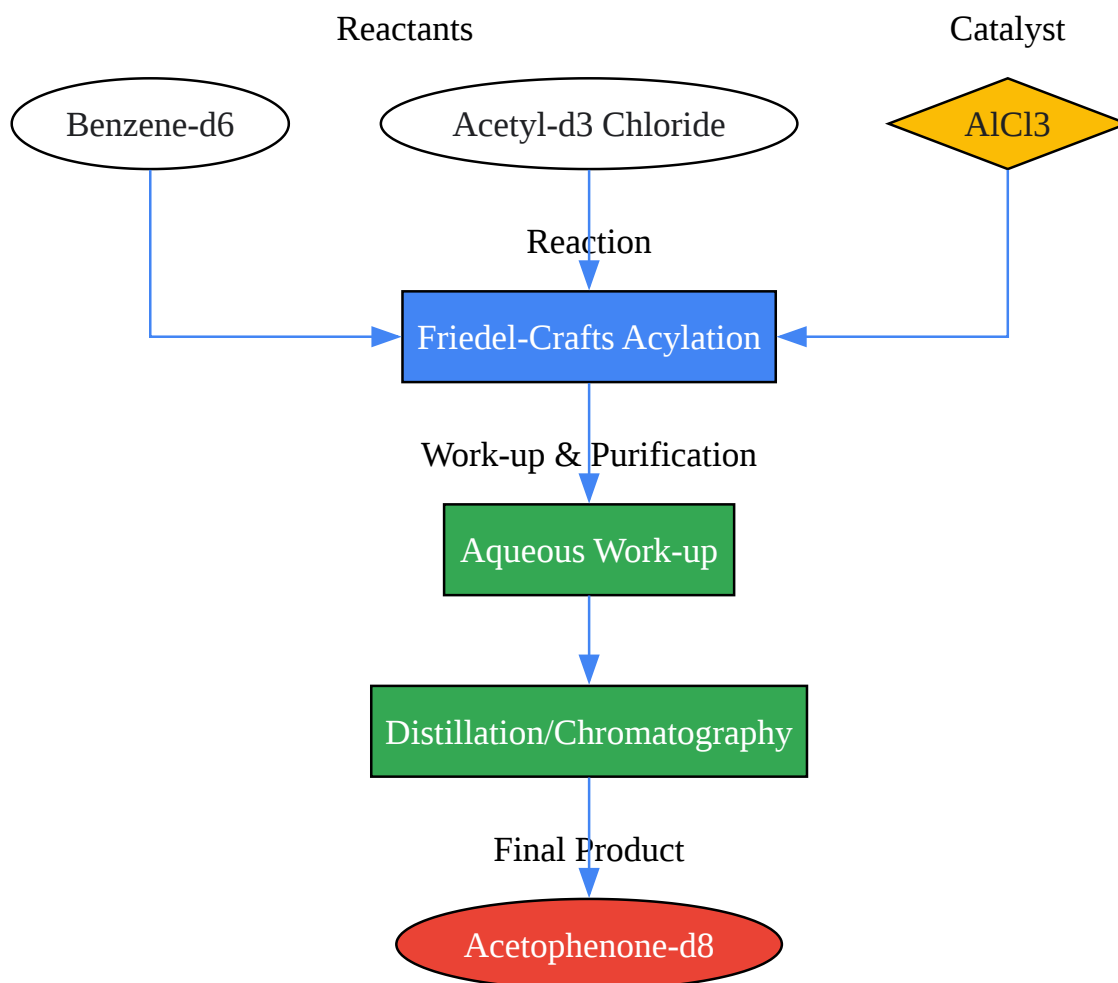 Reactants
Catalyst
Benzene-d6
Acetyl-d3 Chloride
AlCl3
Reaction
Friedel-Crafts Acylation
Work-up & Purification
Aqueous Work-up
Distillation/Chromatography
Final Product
Acetophenone-d8